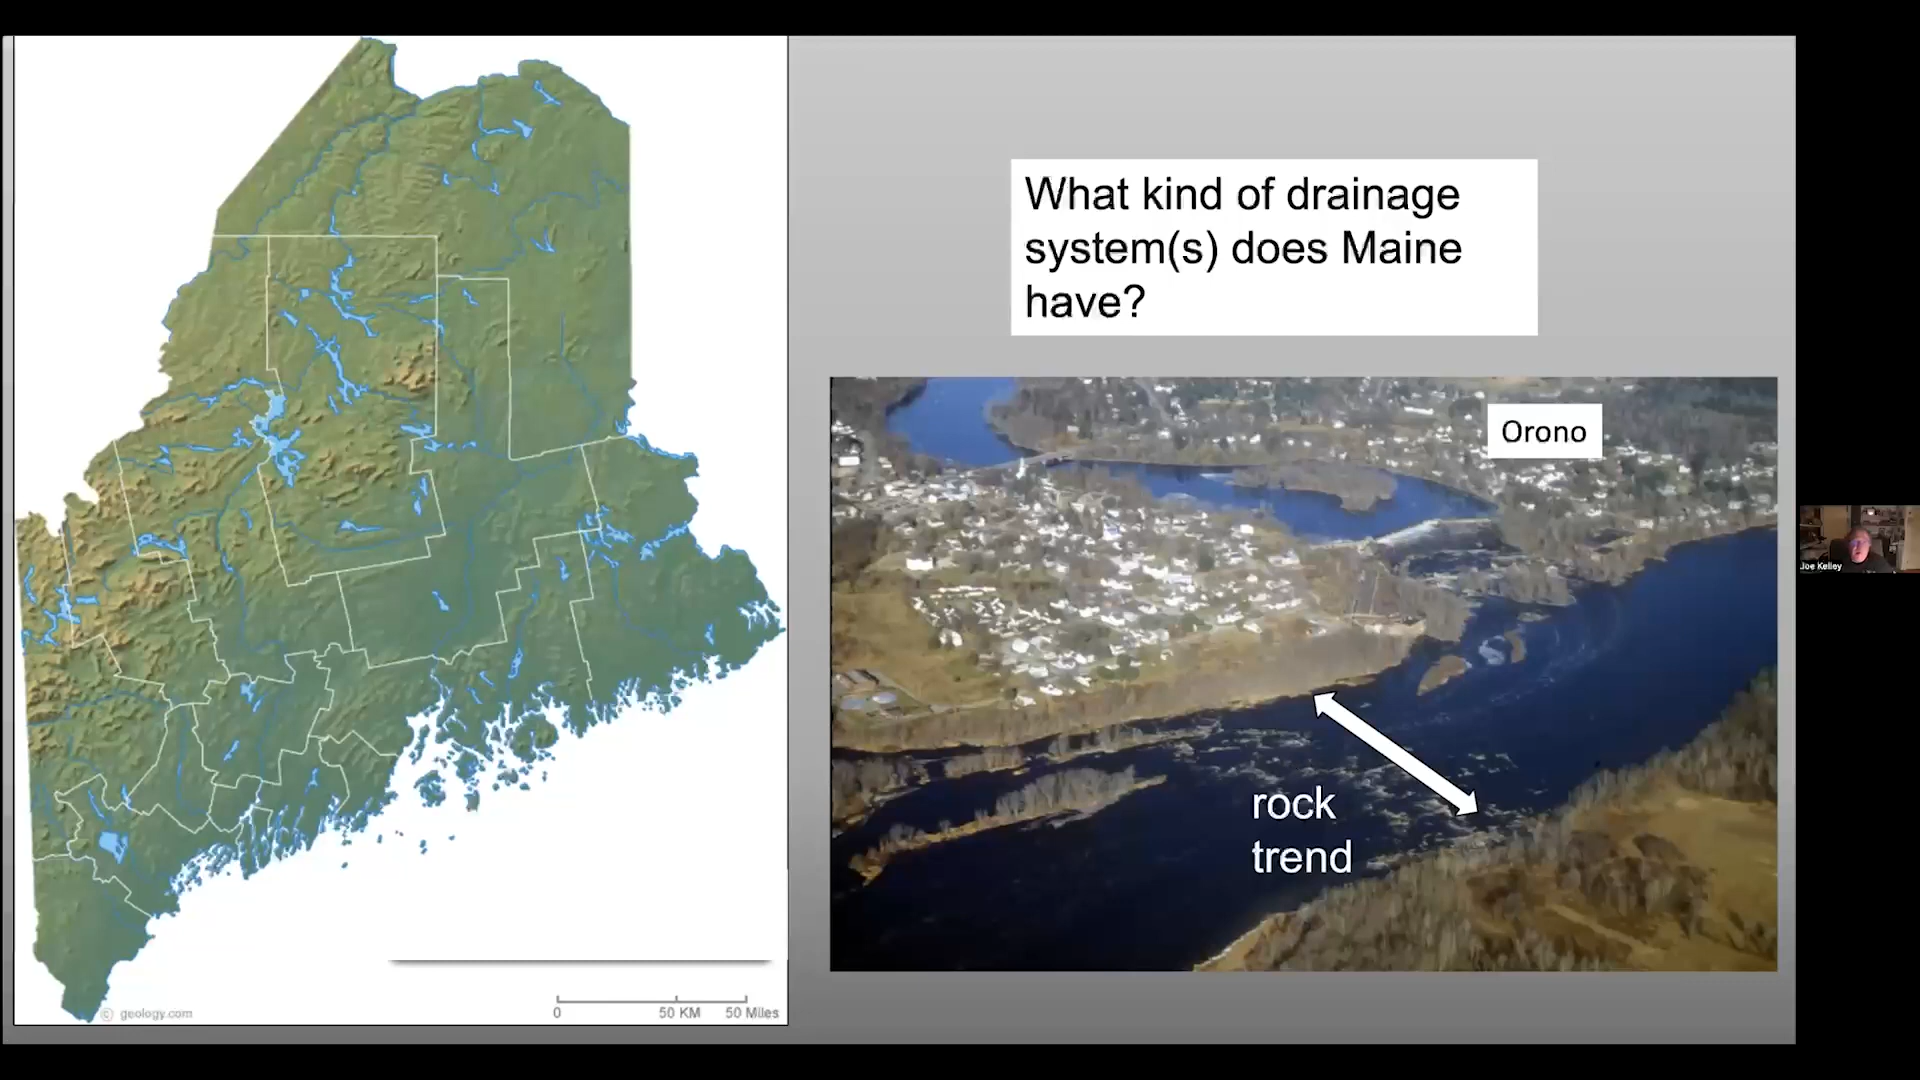 What kind of drainage
system(s) does Maine
have?
Orono
rock
trend
© geology.com
0 50 KM 50 Miles
Joe Kelley